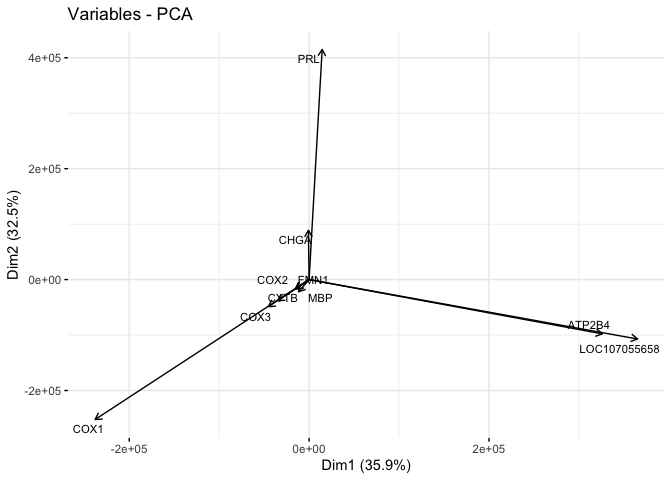 Variables - PCA
4e+05
PRL
2e+05
Dim2 (32.5%)
CHGA
0e+00
COX2
FMN1
CYTB
MBP
COX3
ATP2B4
LOC107055658
-2e+05
COX1
-2e+05
0e+00
2e+05
Dim1 (35.9%)